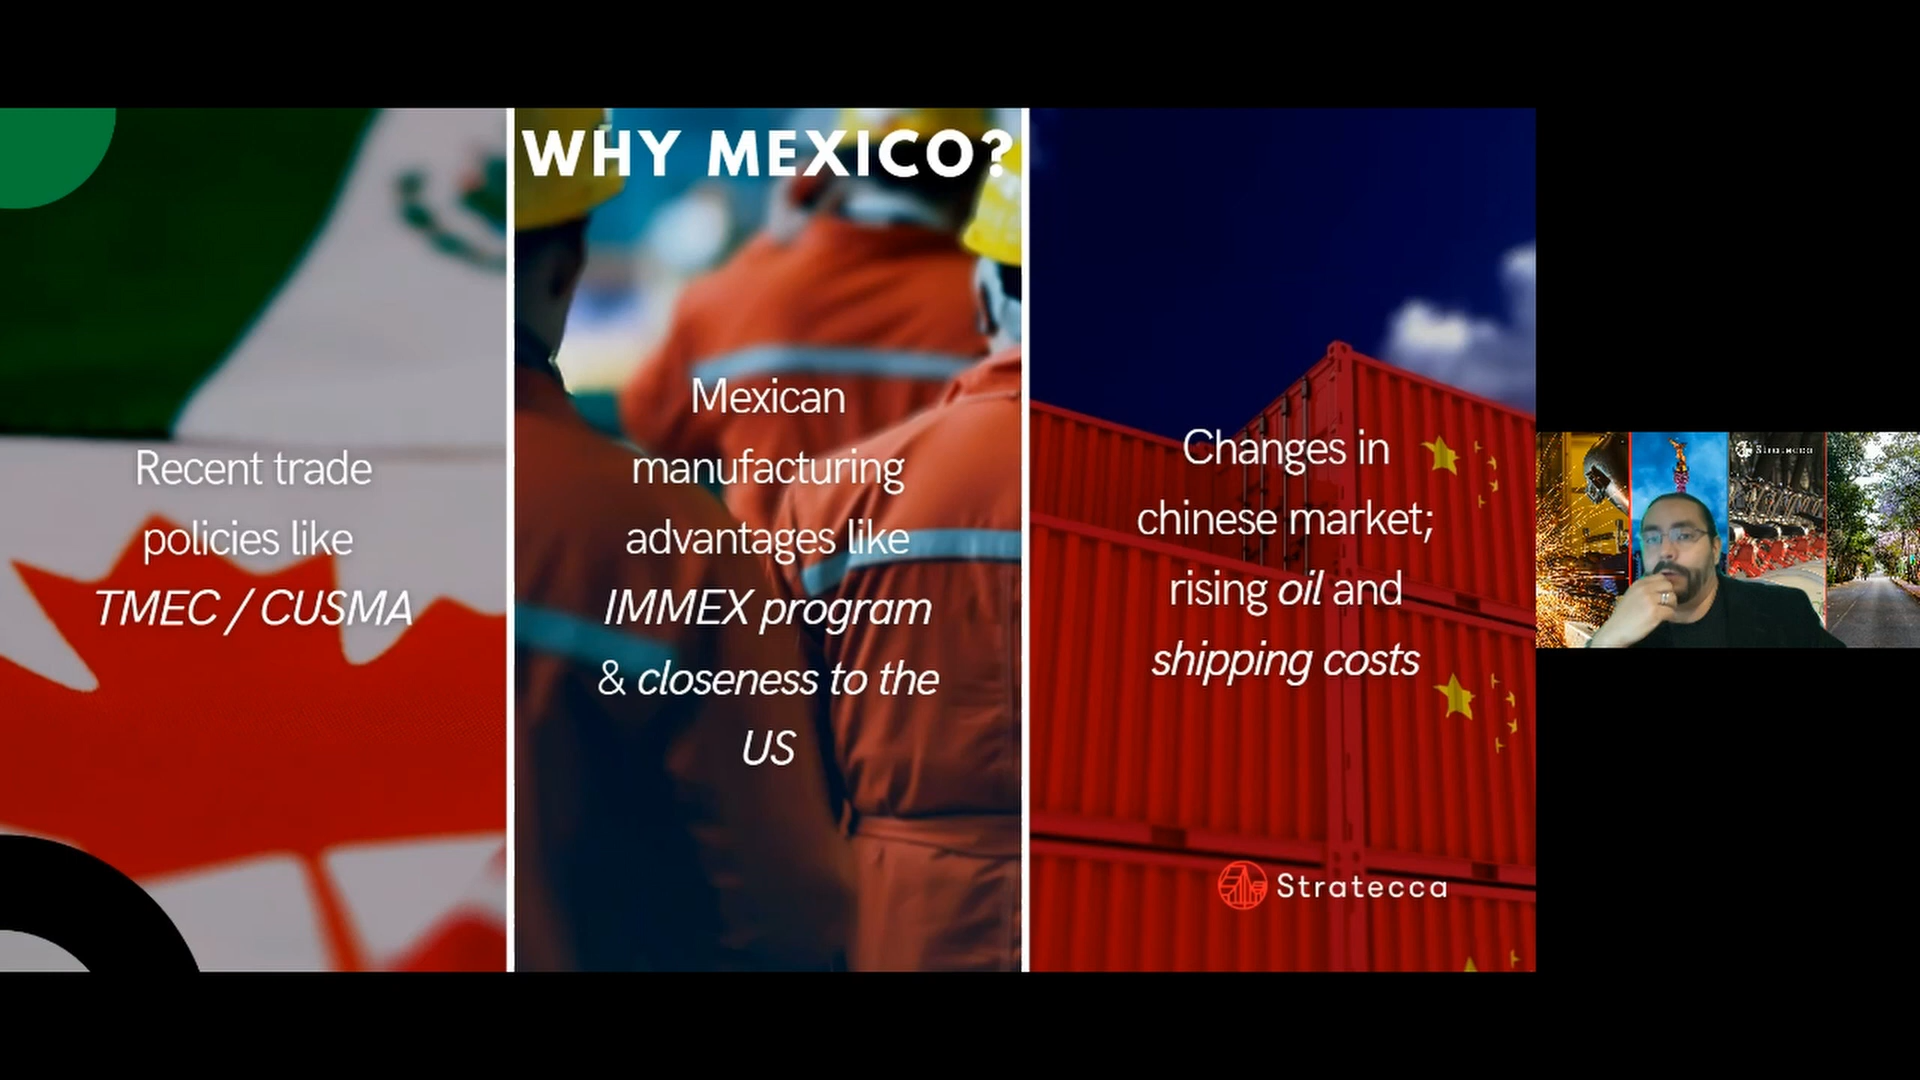 WHY MEXICO?
Recent trade
policies like
TMEC / CUSMA
Mexican
manufacturing
advantages like
IMMEX program
& closeness to the
US
Changes in
chinese market;
rising oil and
shipping costs
Stratecca
Stratecca